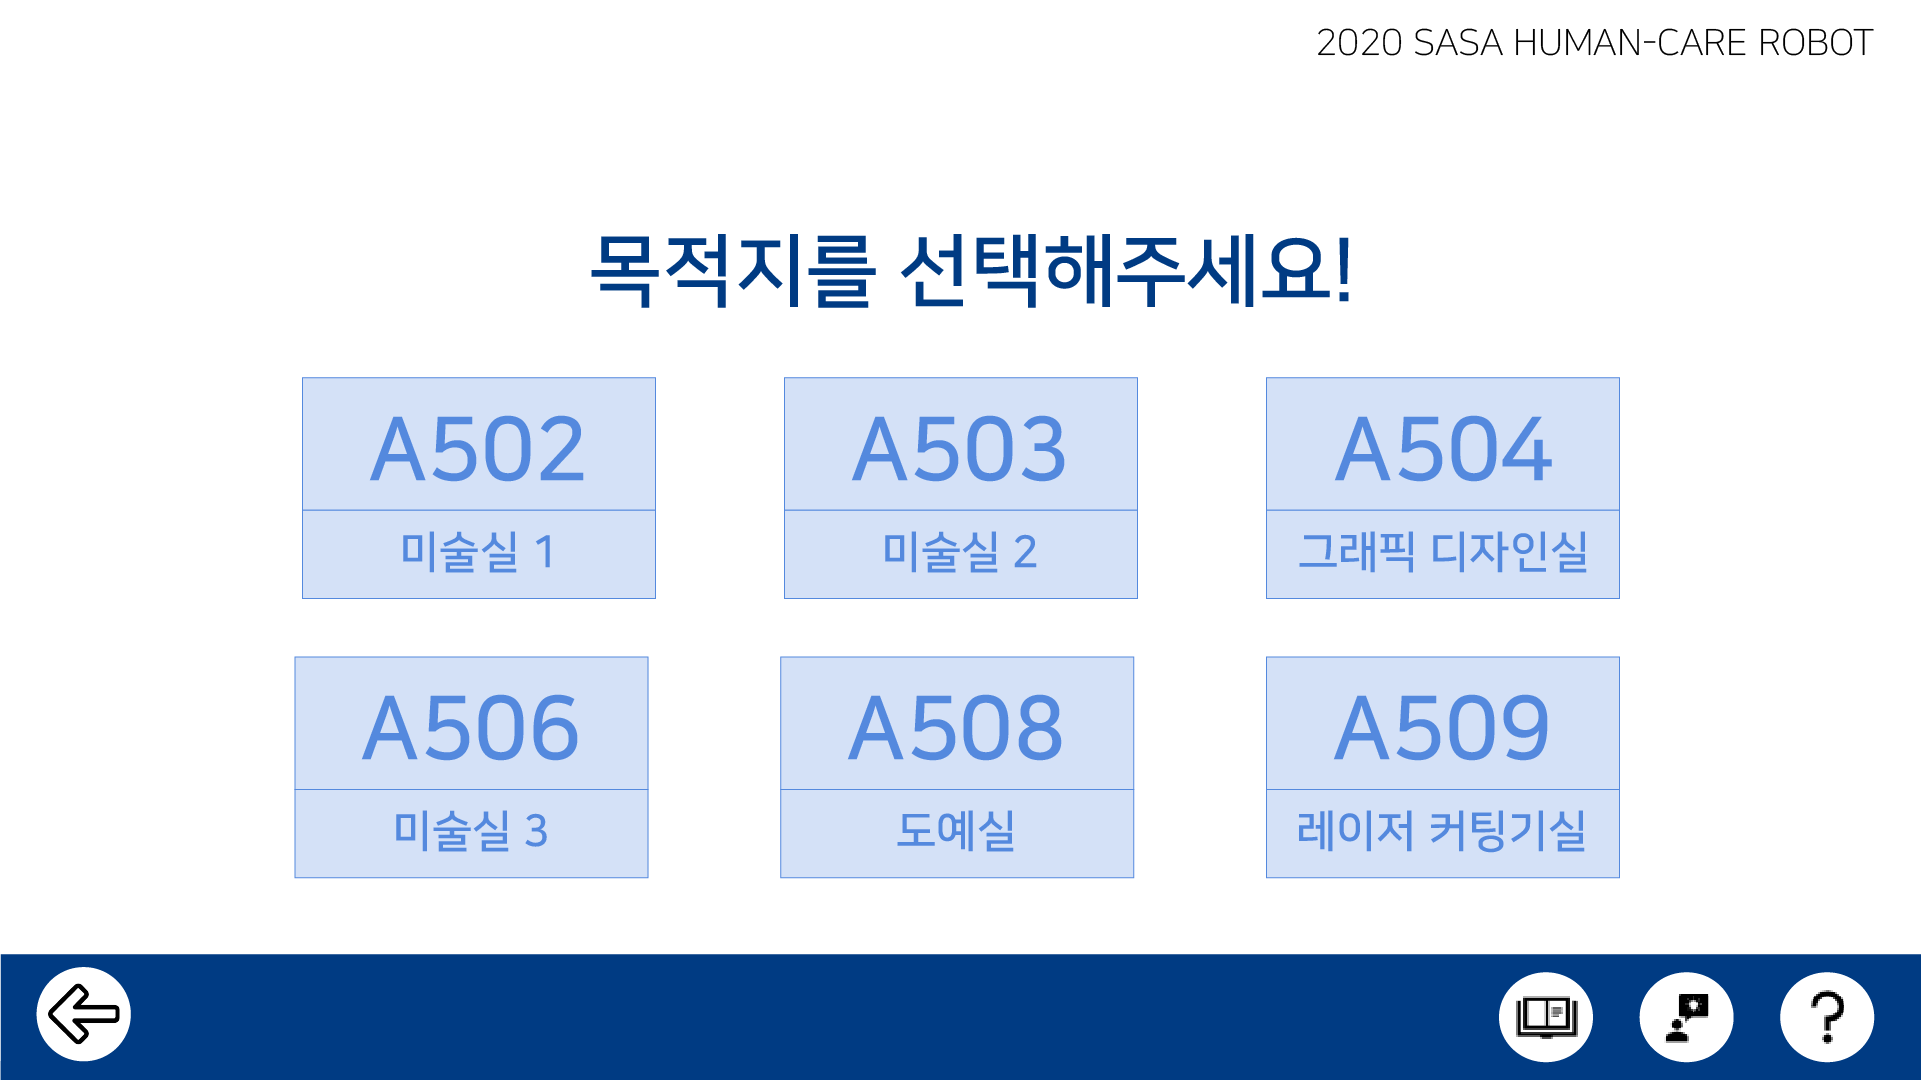 2020 SASA HUMAN-CARE ROBOT
목적지를 선택해주세요!
A502
미술실 1
A503
미술실 2
A504
그래픽 디자인실
A506
미술실 3
A508
도예실
A509
레이저 커팅기실
?